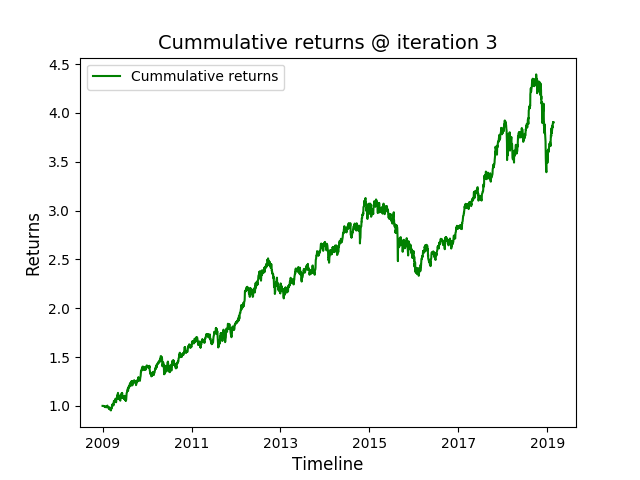 Cummulative returns @ iteration 3
Cummulative returns
4.5
4.0
3.5
3.0
2.5
2.0
1.5
1.0
Returns
2009 2011 2013 2015 2017 2019
Timeline